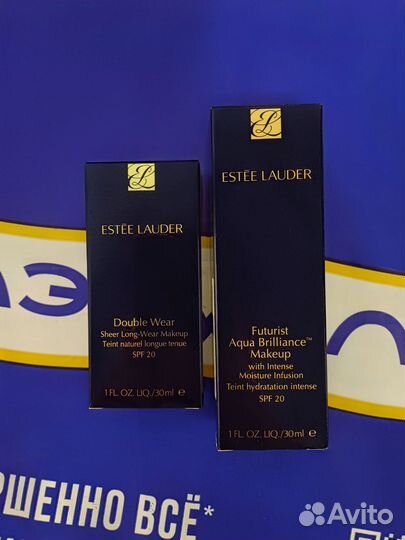 ESTĒE LAUDER
Double Wear
Sheer Long-Wear Makeup
Teint naturel longue tenue
SPF 20
1 FL. OZ. LIQ./30ml e
ESTĒE LAUDER
Futurist
Aqua Brilliance™
Makeup
with Intense
Moisture Infusion
Teint hydratation intense
SPF 20
1 FL. OZ. LIQ./30ml e
РШЕННО ВСЁ*
Avito